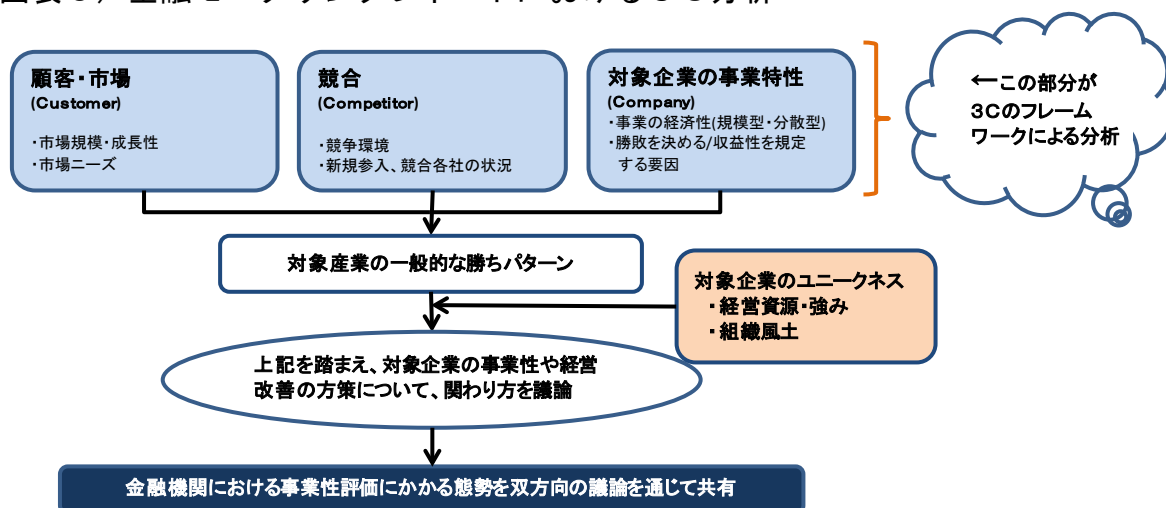 顧客・市場
(Customer)
・市場規模・成長性
・市場ニーズ
競合
(Competitor)
・競争環境
・新規参入、競合各社の状況
対象企業の事業特性
(Company)
・事業の経済性(規模型・分散型)
・勝敗を決める/収益性を規定
する要因
←この部分が
3Cのフレーム
ワークによる分析
対象産業の一般的な勝ちパターン
対象企業のユニークネス
・経営資源・強み
・組織風土
上記を踏まえ、対象企業の事業性や経営
改善の方策について、関わり方を議論
金融機関における事業性評価にかかる態勢を双方向の議論を通じて共有